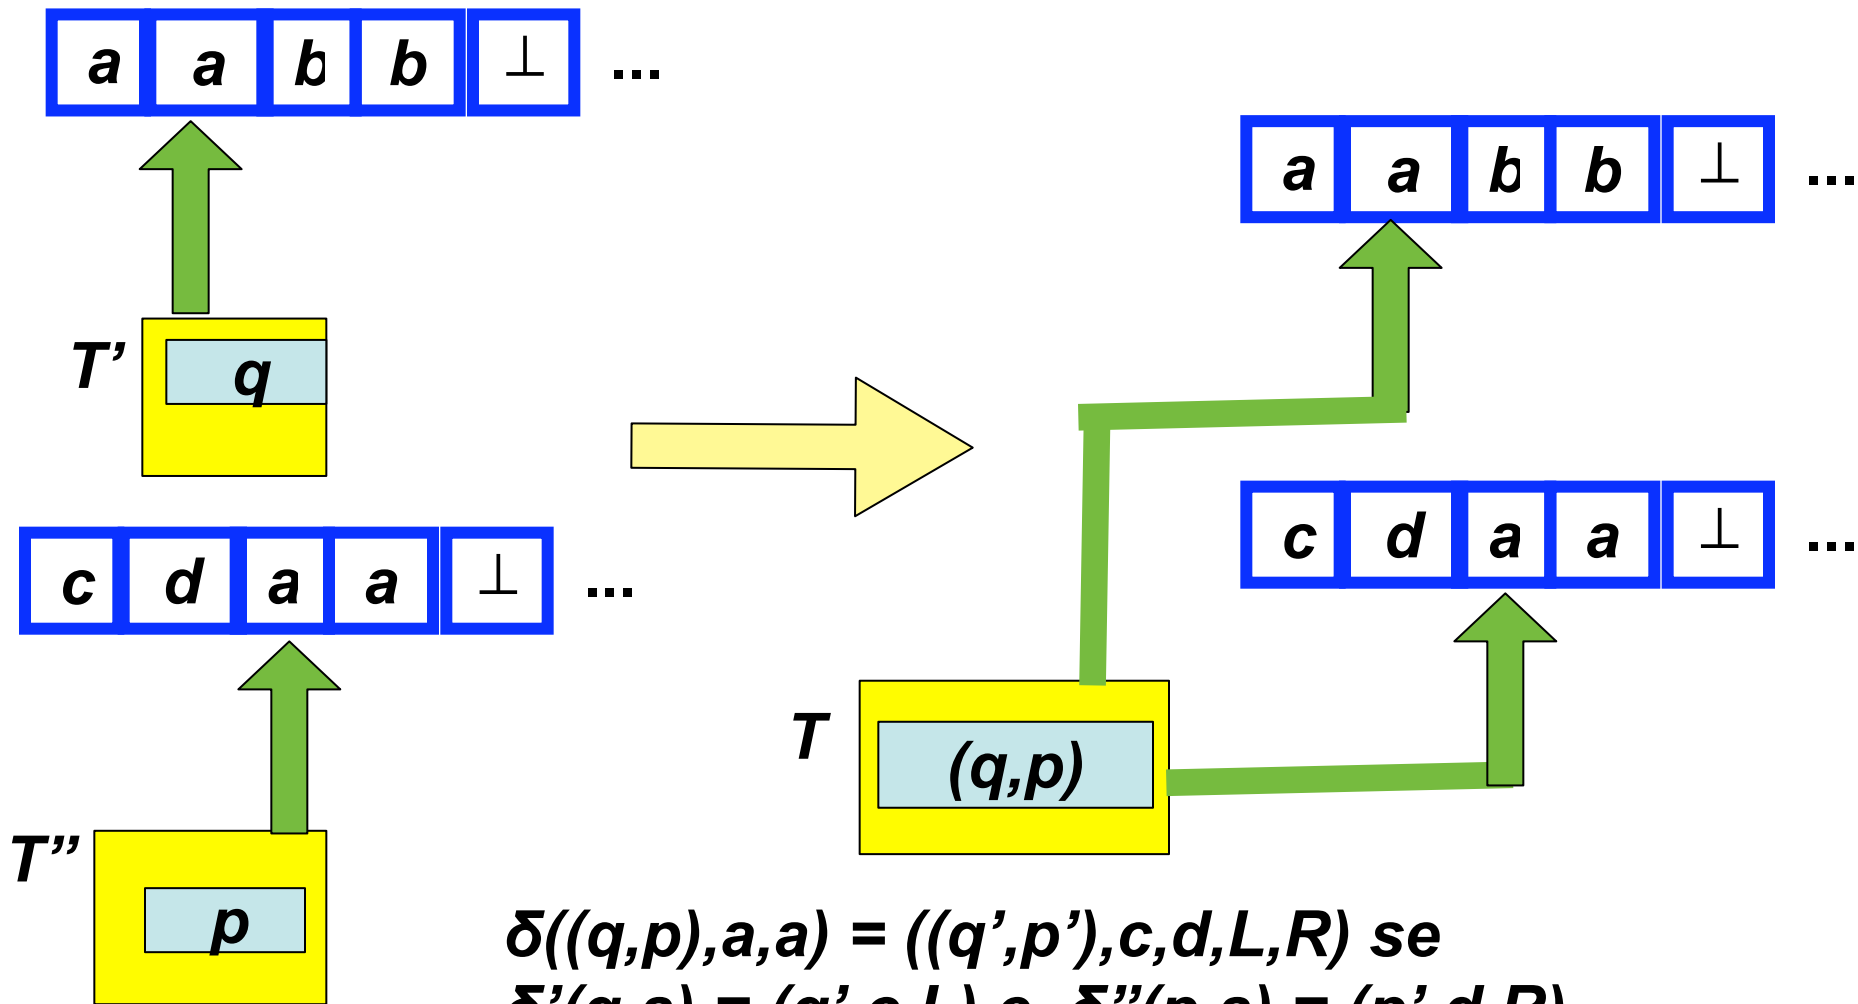 a a b b ⊥ ...
T’
q
c d a a ⊥ ...
T”
p
a a b b ⊥ ...
c d a a ⊥ ...
T
(q,p)
δ((q,p),a,a) = ((q’,p’),c,d,L,R) se
δ’(q,a) = (q’,c,L) e δ”(p,a) = (p’,d,R)